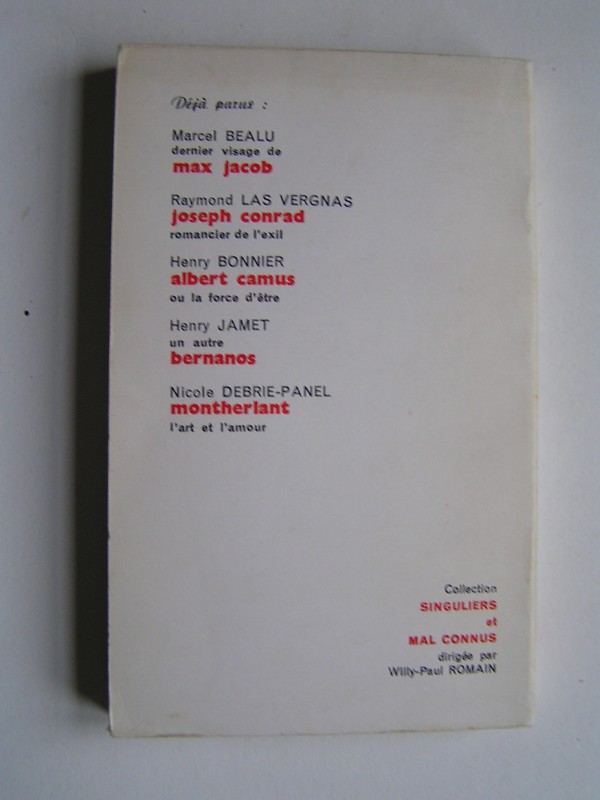 Déjà parus :
Marcel BEALU
dernier visage de
max jacob
Raymond LAS VERGNAS
joseph conrad
romancier de l'exil
Henry BONNIER
albert camus
ou la force d'être
Henry JAMET
un autre
bernanos
Nicole DEBRIE-PANEL
montherlant
l'art et l'amour
Collection
SINGULIERS
et
MAL CONNUS
dirigée par
Willy-Paul ROMAIN